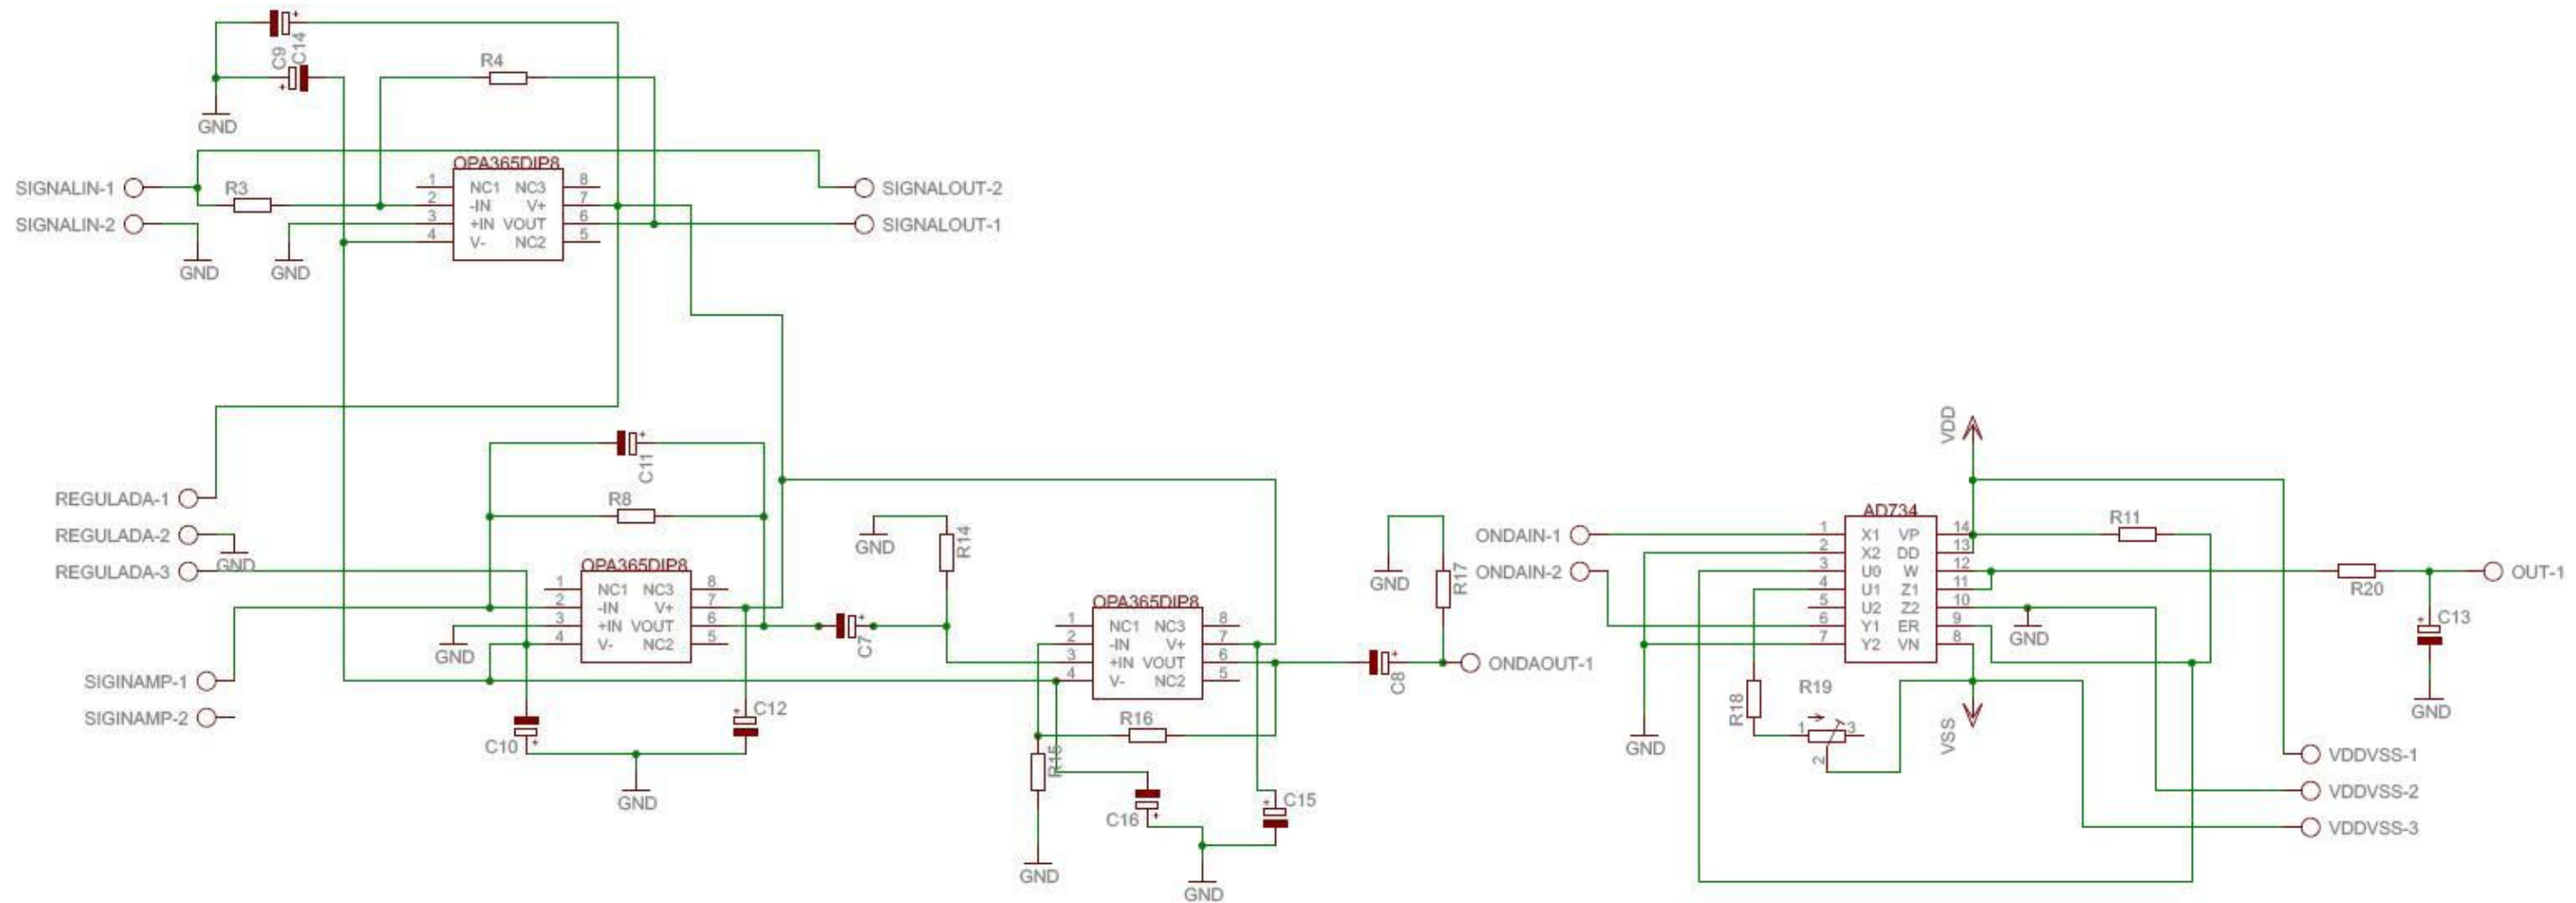 C9
C14
GND
R4
SIGNALIN-1
SIGNALIN-2
R3
GND
GND
OPA365DIP8
1 NC1 NC3 8
2 -IN V+ 7
3 +IN VOUT 6
4 V- NC2 5
SIGNALOUT-2
SIGNALOUT-1
REGULADA-1
REGULADA-2
REGULADA-3
GND
SIGINAMP-1
SIGINAMP-2
C11
R8
OPA365DIP8
1 NC1 NC3 8
2 -IN V+ 7
3 +IN VOUT 6
4 V- NC2 5
GND
C10
C12
GND
GND
R14
C7
OPA365DIP8
1 NC1 NC3 8
2 -IN V+ 7
3 +IN VOUT 6
4 V- NC2 5
R16
R15
C16
C15
GND
GND
GND
R17
C8
ONDAOUT-1
ONDAIN-1
ONDAIN-2
GND
VDD
AD734
1 X1 VP 14
2 X2 DD 13
3 U0 W 12
4 U1 Z1 11
5 U2 Z2 10
6 Y1 ER 9
7 Y2 VN 8
R11
GND
R18
R19
1 3
2
VSS
R20
OUT-1
C13
GND
VDDVSS-1
VDDVSS-2
VDDVSS-3